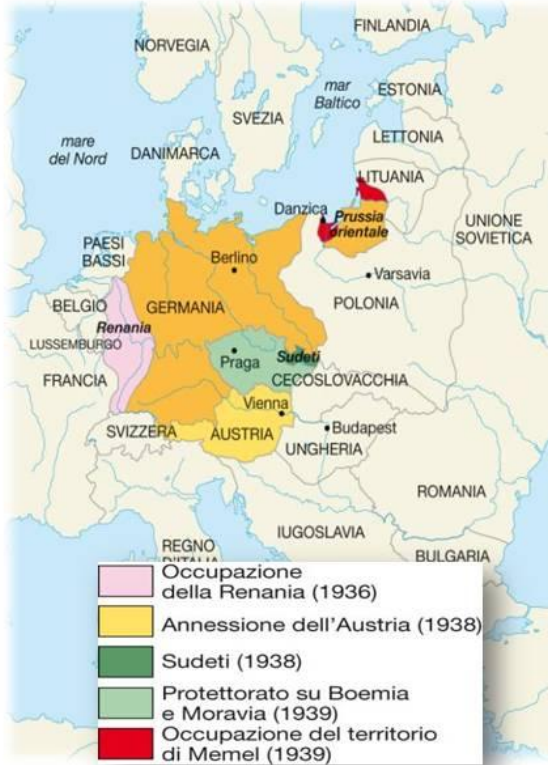 FINLANDIA
NORVEGIA
mar
Baltico
ESTONIA
SVEZIA
mare
del Nord
LETTONIA
DANIMARCA
LITUANIA
Danzica
Prussia
orientale
UNIONE
SOVIETICA
PAESI
BASSI
Berlino
Varsavia
BELGIO
GERMANIA
POLONIA
Renania
LUSSEMBURGO
Praga
Sudeti
FRANCIA
CECOSLOVACCHIA
Vienna
SVIZZERA
AUSTRIA
Budapest
UNGHERIA
ROMANIA
IUGOSLAVIA
REGNO
D'ITALIA
BULGARIA
Occupazione
della Renania (1936)
Annessione dell'Austria (1938)
Sudeti (1938)
Protettorato su Boemia
e Moravia (1939)
Occupazione del territorio
di Memel (1939)